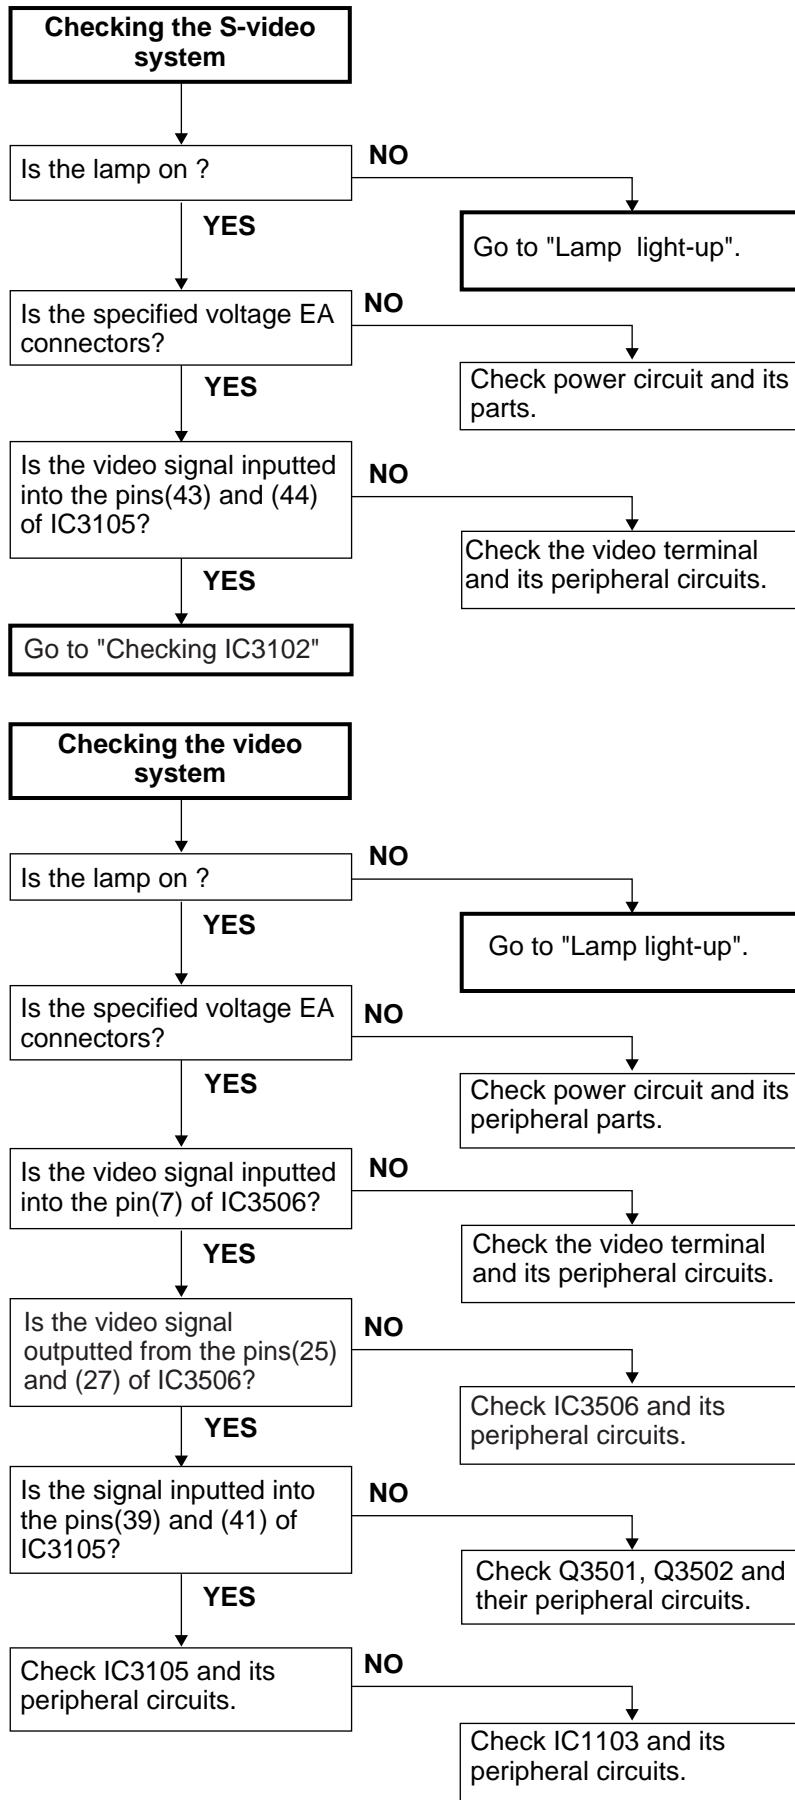 Checking the S-video
system
Is the lamp on ?
NO
YES
Go to "Lamp light-up".
Is the specified voltage EA
connectors?
NO
YES
Check power circuit and its
parts.
Is the video signal inputted
into the pins(43) and (44)
of IC3105?
NO
YES
Check the video terminal
and its peripheral circuits.
Go to "Checking IC3102"
Checking the video
system
Is the lamp on ?
NO
YES
Go to "Lamp light-up".
Is the specified voltage EA
connectors?
NO
YES
Check power circuit and its
peripheral parts.
Is the video signal inputted
into the pin(7) of IC3506?
NO
YES
Check the video terminal
and its peripheral circuits.
Is the video signal
outputted from the pins(25)
and (27) of IC3506?
NO
YES
Check IC3506 and its
peripheral circuits.
Is the signal inputted into
the pins(39) and (41) of
IC3105?
NO
YES
Check Q3501, Q3502 and
their peripheral circuits.
Check IC3105 and its
peripheral circuits.
NO
Check IC1103 and its
peripheral circuits.